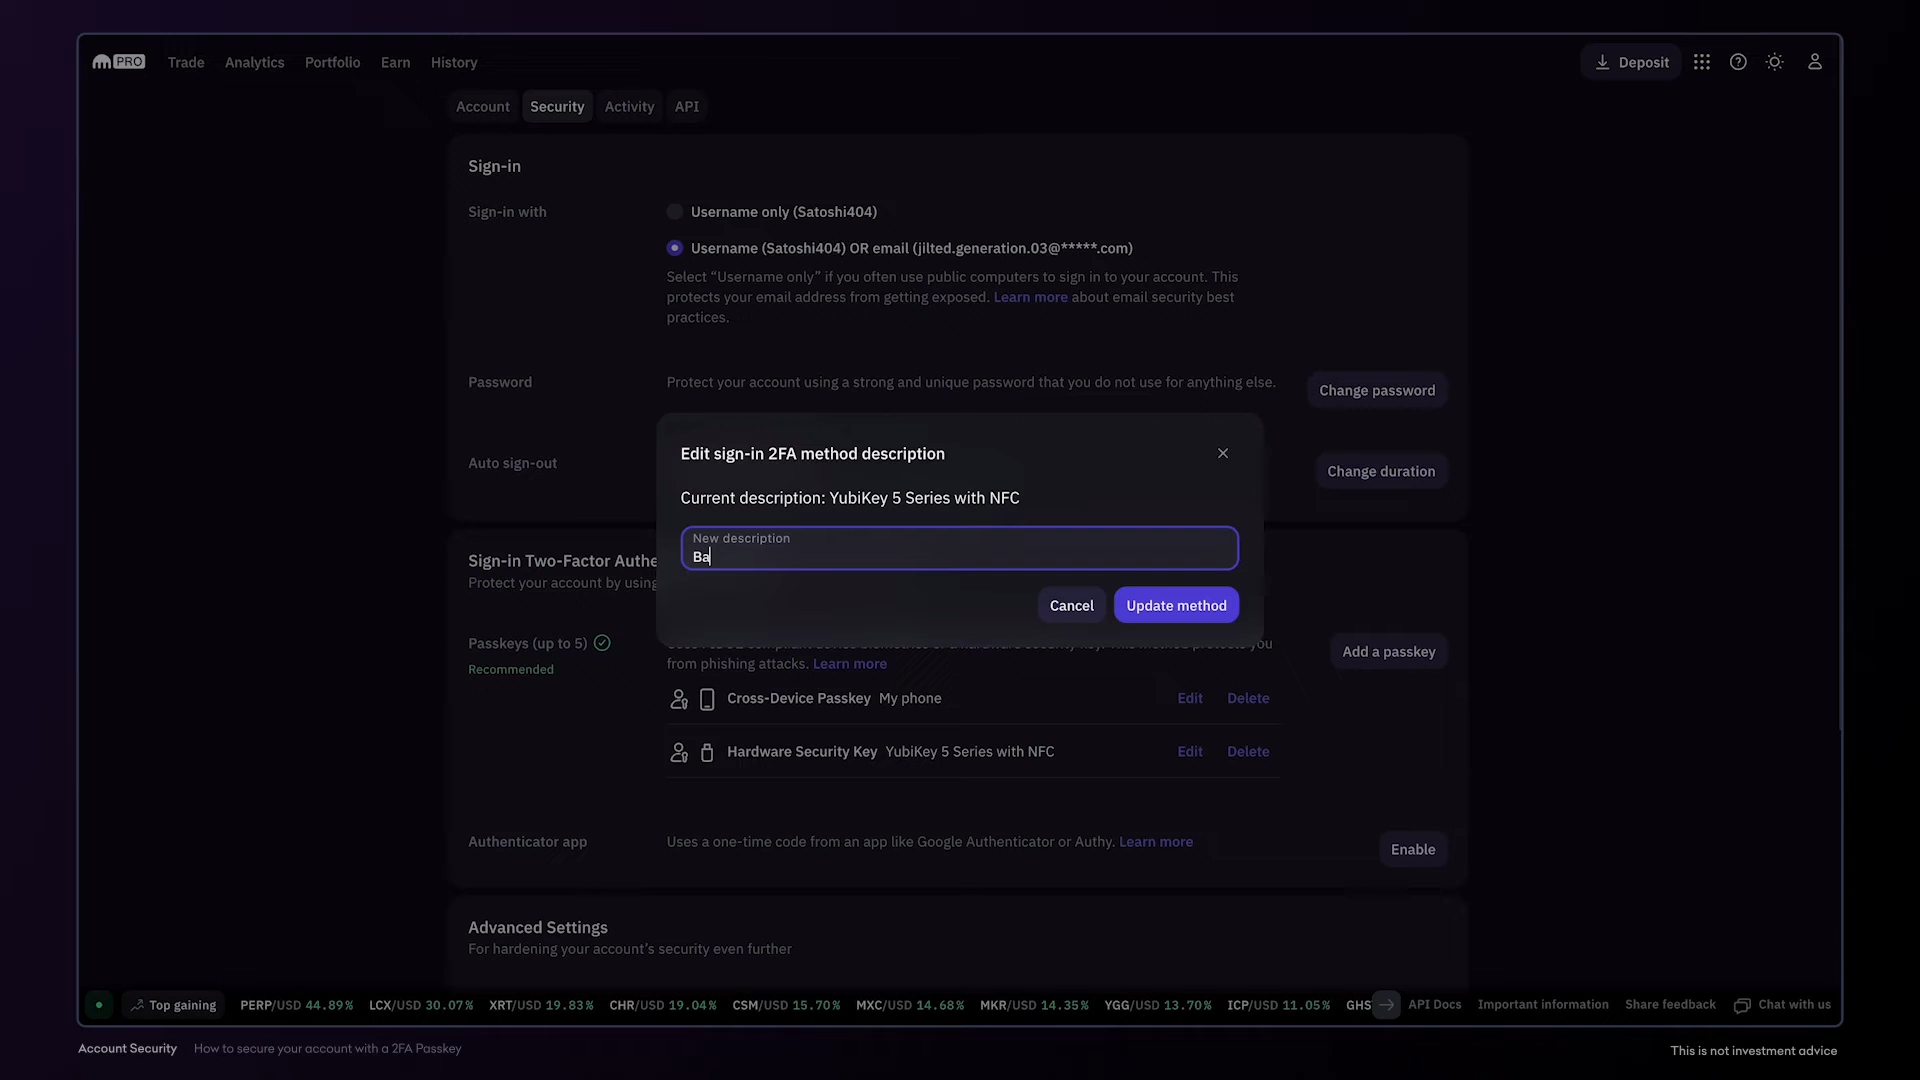 PRO Trade Analytics Portfolio Earn History Deposit
Account Security Activity API
Sign-in
Sign-in with
Username only (Satoshi404)
Username (Satoshi404) OR email (jilted.generation.03@*****.com)
Select “Username only” if you often use public computers to sign in to your account. This
protects your email address from getting exposed. Learn more about email security best
practices.
Password
Protect your account using a strong and unique password that you do not use for anything else.
Change password
Auto sign-out
Change duration
Edit sign-in 2FA method description
Current description: YubiKey 5 Series with NFC
New description
Ba
Cancel Update method
Sign-in Two-Factor Authe
Protect your account by using
Passkeys (up to 5)
Recommended
from phishing attacks. Learn more
Add a passkey
Cross-Device Passkey My phone Edit Delete
Hardware Security Key YubiKey 5 Series with NFC Edit Delete
Authenticator app
Uses a one-time code from an app like Google Authenticator or Authy. Learn more
Enable
Advanced Settings
For hardening your account’s security even further
Top gaining PERP/USD 44.89% LCX/USD 30.07% XRT/USD 19.83% CHR/USD 19.04% CSM/USD 15.70% MXC/USD 14.68% MKR/USD 14.35% YGG/USD 13.70% ICP/USD 11.05% GHS API Docs Important information Share feedback Chat with us
Account Security How to secure your account with a 2FA Passkey
This is not investment advice